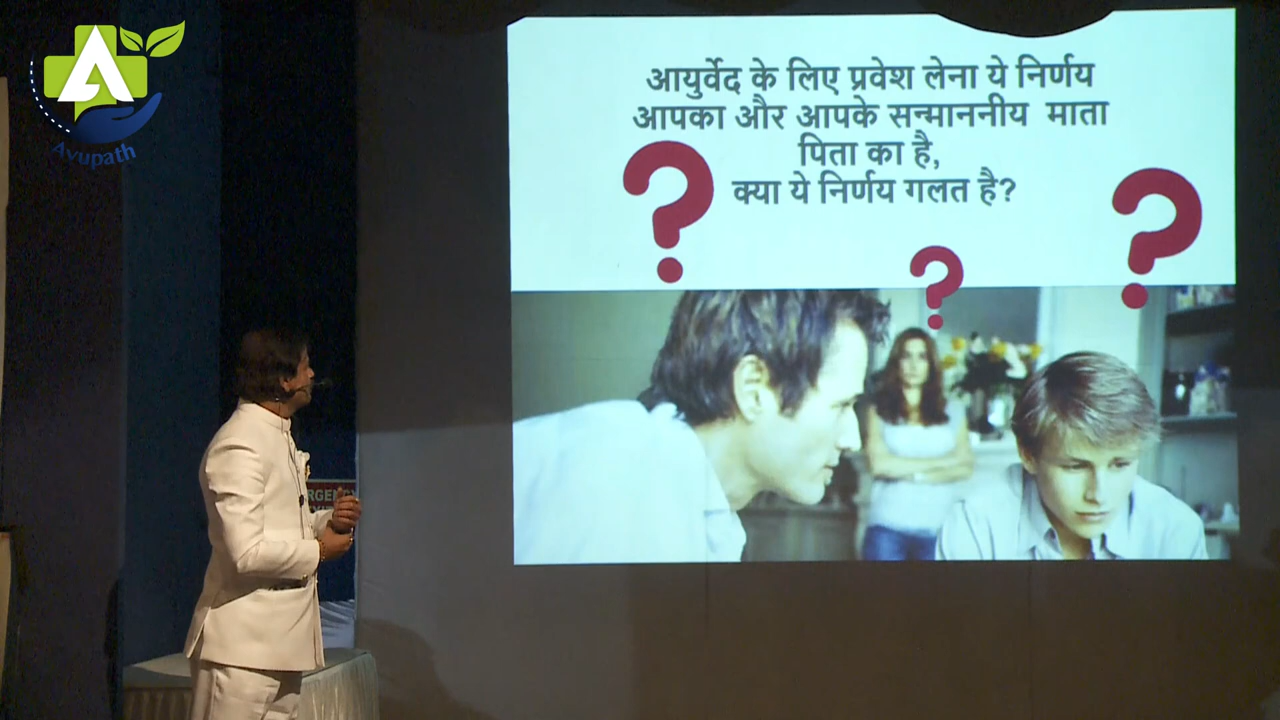 Ayupath
आयुर्वेद के लिए प्रवेश लेना ये निर्णय
आपका और आपके सन्माननीय माता
पिता का है,
क्या ये निर्णय गलत है?